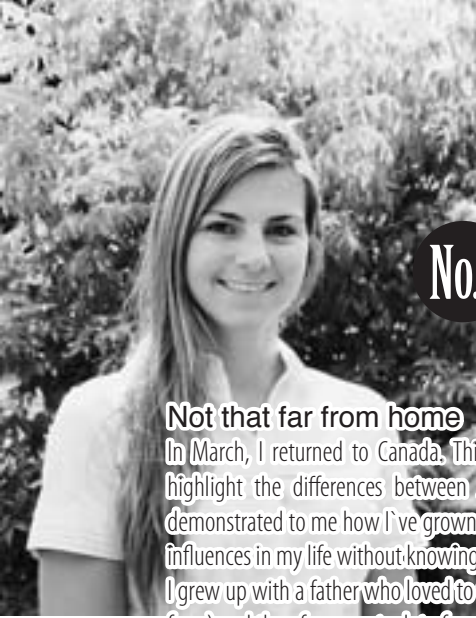 No.
Not that far from home
In March, I returned to Canada. Thi
highlight the differences between
demonstrated to me how I`ve grown
influences in my life without knowing
I grew up with a father who loved to